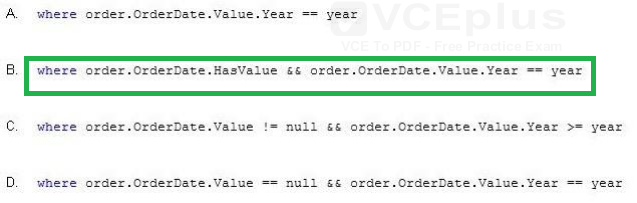 A. where order.OrderDate.Value.Year == year
VCEplus
VCE To PDF - Free Practice Exam
B. where order.OrderDate.HasValue && order.OrderDate.Value.Year == year
C. where order.OrderDate.Value != null && order.OrderDate.Value.Year >= year
D. where order.OrderDate.Value == null && order.OrderDate.Value.Year == year